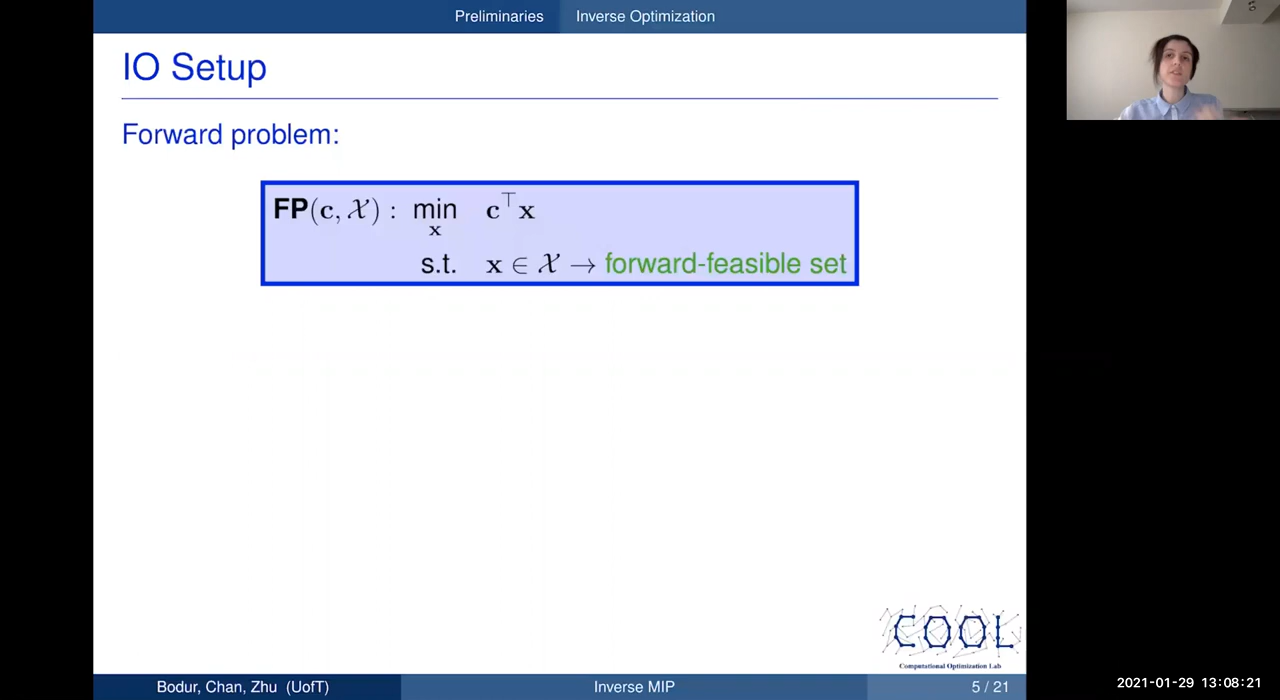 Preliminaries Inverse Optimization
IO Setup
Forward problem:
FP(c, 𝒳) : min c⊤x
x
s.t. x ∈ 𝒳 → forward-feasible set
COOL
Computational Optimization Lab
Bodur, Chan, Zhu (UofT) Inverse MIP 5 / 21
2021-01-29 13:08:21